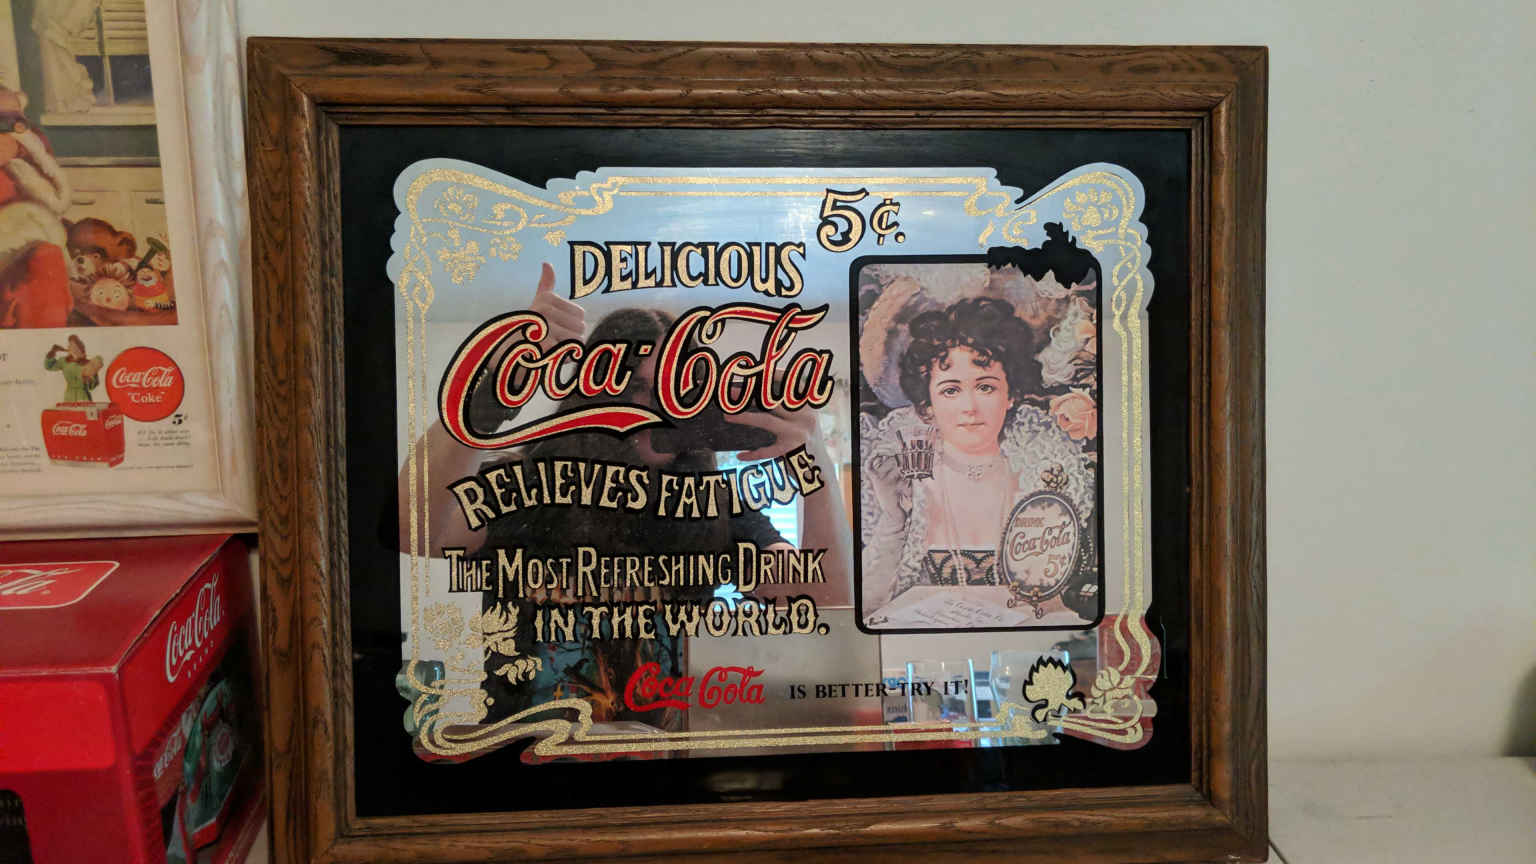 5¢.
DELICIOUS
Coca-Cola
RELIEVES FATIGUE
THE MOST REFRESHING DRINK
IN THE WORLD.
Coca Cola IS BETTER-TRY IT!
DRINK
Coca-Cola
5¢
Coca-Cola
"Coke"
5¢
Coca-Cola
Coca-Cola